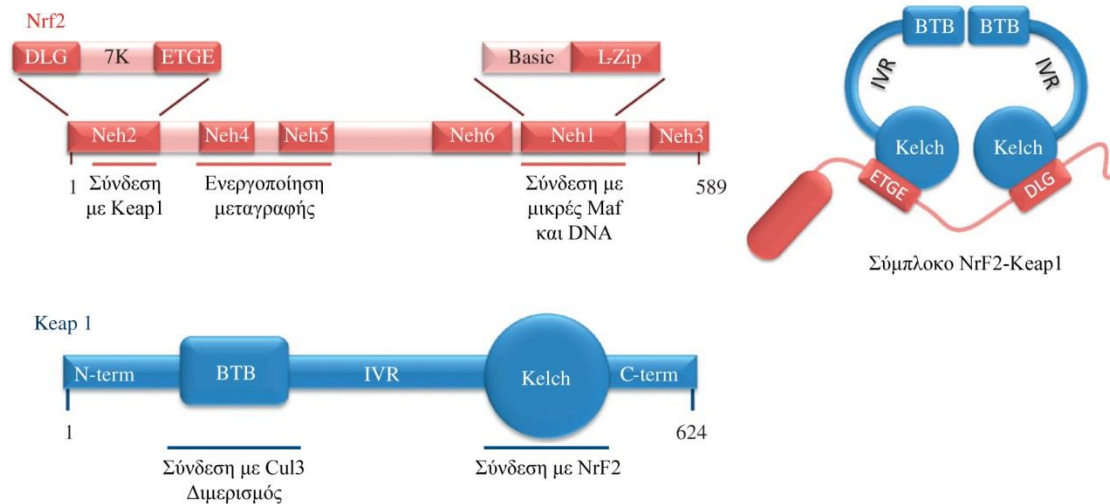 Nrf2
DLG 7K ETGE
Basic L-Zip
Neh2 Neh4 Neh5 Neh6 Neh1 Neh3
1
589
Σύνδεση
με Keap1
Ενεργοποίηση
μεταγραφής
Σύνδεση με
μικρές Maf
και DNA
BTB BTB
IVR IVR
Kelch Kelch
ETGE DLG
Σύμπλοκο NrF2-Keap1
Keap 1
N-term BTB IVR Kelch C-term
1
624
Σύνδεση με Cul3
Διμερισμός
Σύνδεση με NrF2